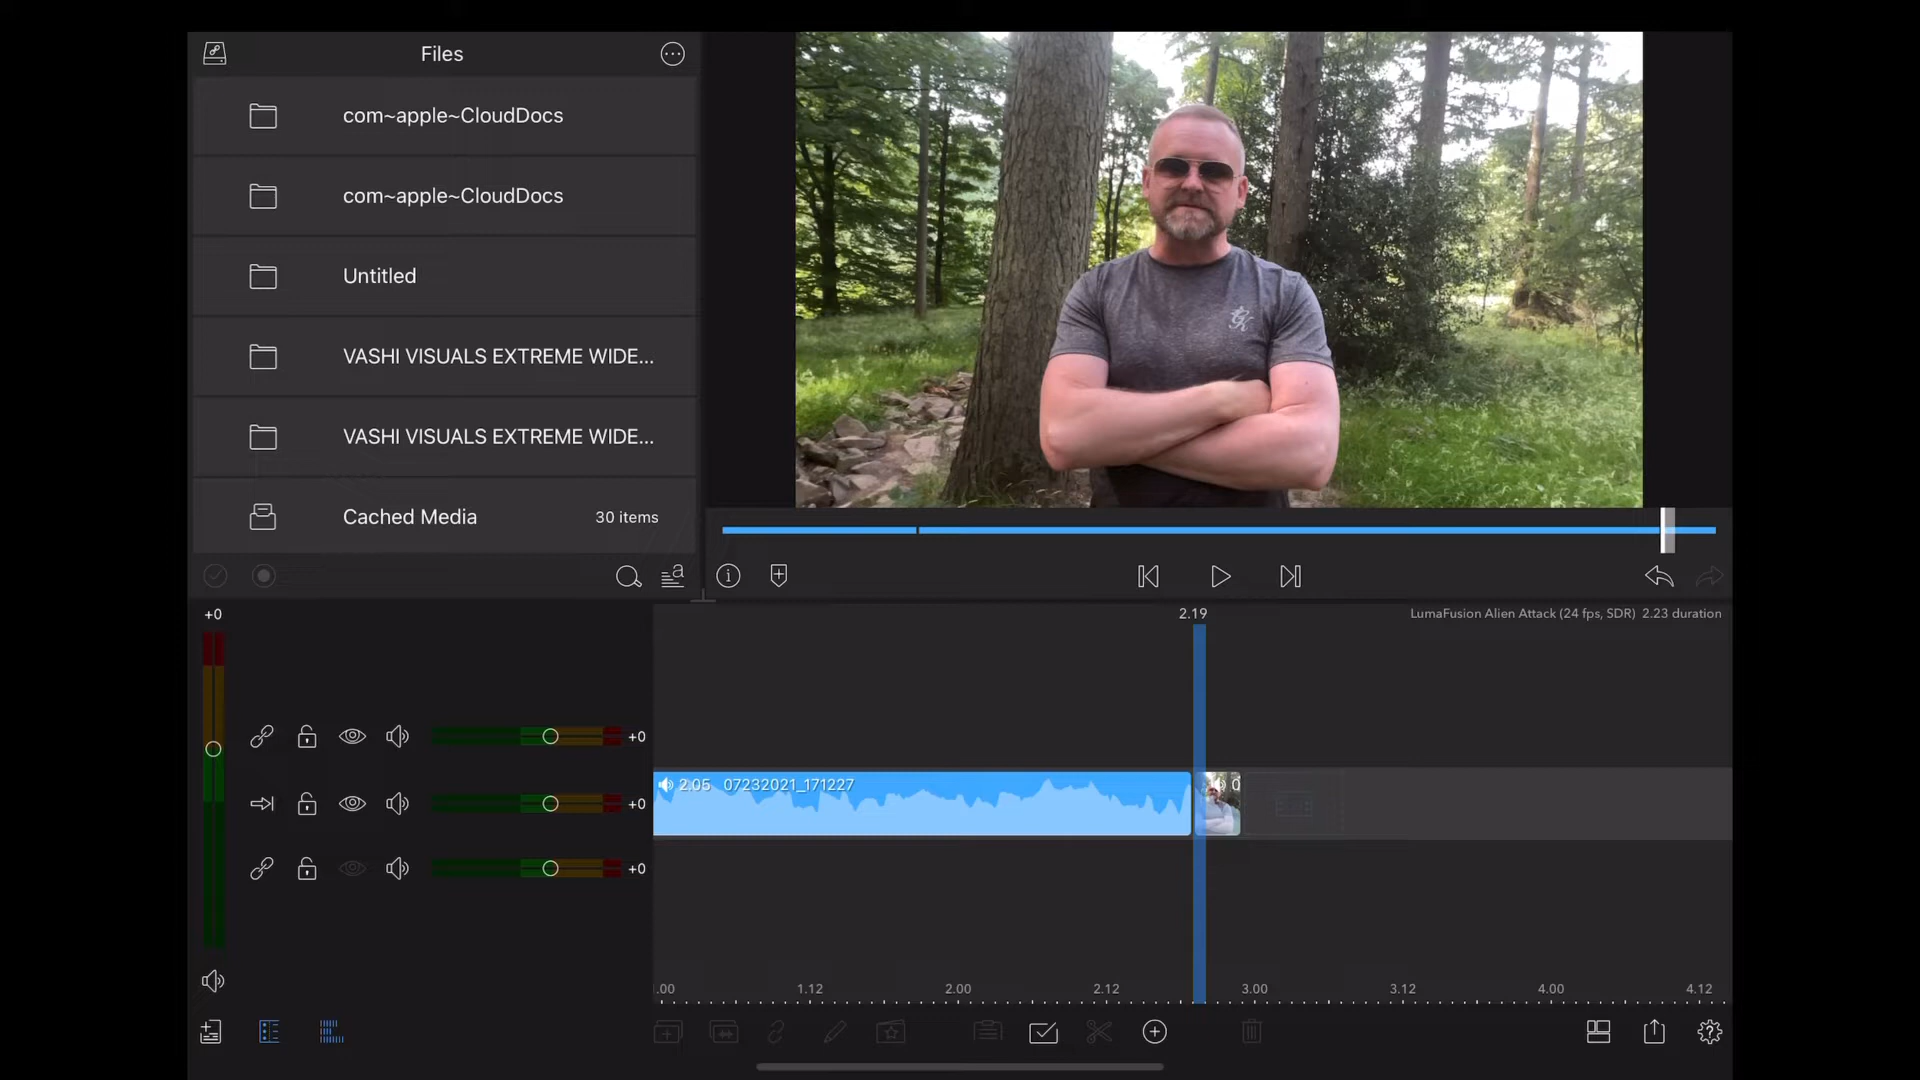 Files
com~apple~CloudDocs
com~apple~CloudDocs
Untitled
VASHI VISUALS EXTREME WIDE...
VASHI VISUALS EXTREME WIDE...
Cached Media 30 items
a
GK
+0
2.19
LumaFusion Alien Attack (24 fps, SDR) 2.23 duration
+0
2.05 07232021_171227
0
+0
+0
.00 1.12 2.00 2.12 3.00 3.12 4.00 4.12